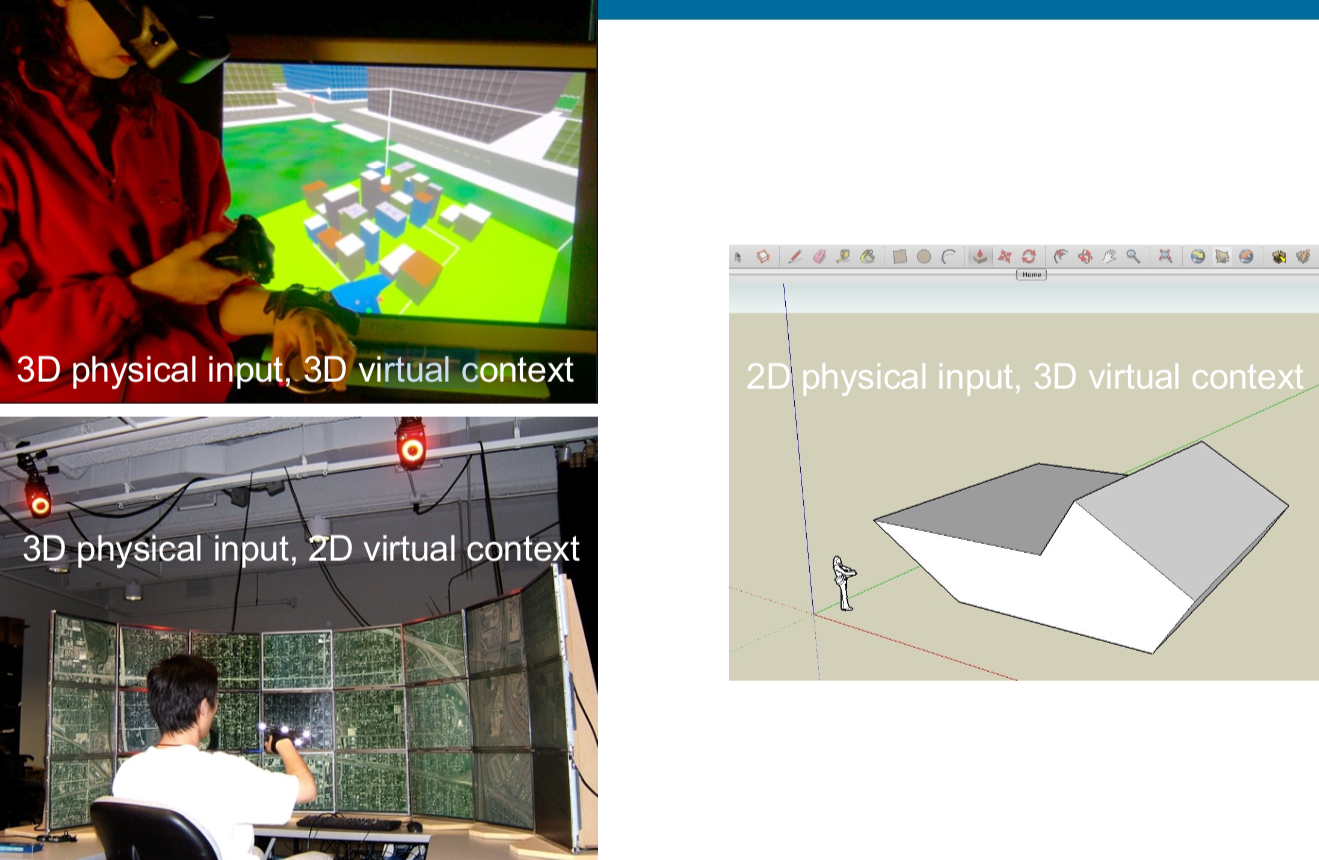 3D physical input, 3D virtual context
3D physical input, 2D virtual context
Home
2D physical input, 3D virtual context